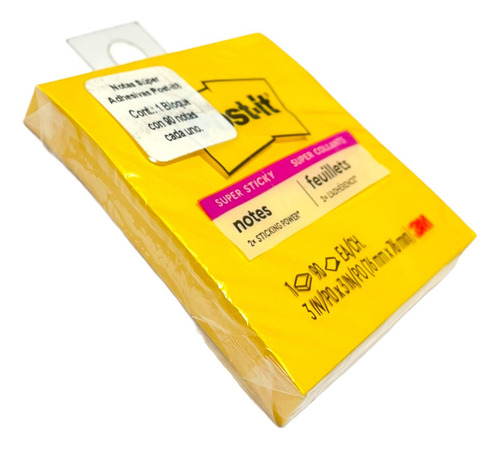 Notas Súper
Adhesivas Post-it®
Cont.: 1 Bloque
con 90 notas
cada uno.
ost-it
SUPER STICKY
SUPER COLLANTS
notes
feuillets
2x STICKING POWER*
2x L'ADHÉRENCE*
1 90 EA/CH.
3 IN/PO x 3 IN/PO (76 mm x 76 mm)
3M